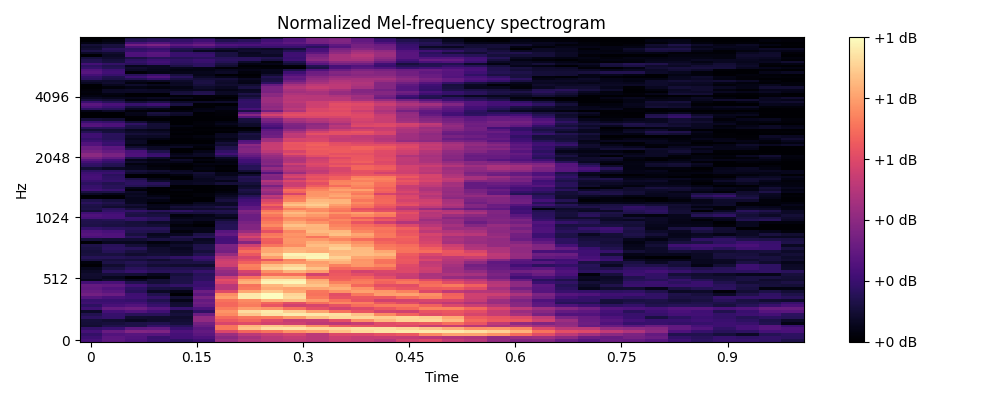 Normalized Mel-frequency spectrogram
Hz
4096
2048
1024
512
0
0 0.15 0.3 0.45 0.6 0.75 0.9
Time
+1 dB
+1 dB
+1 dB
+0 dB
+0 dB
+0 dB